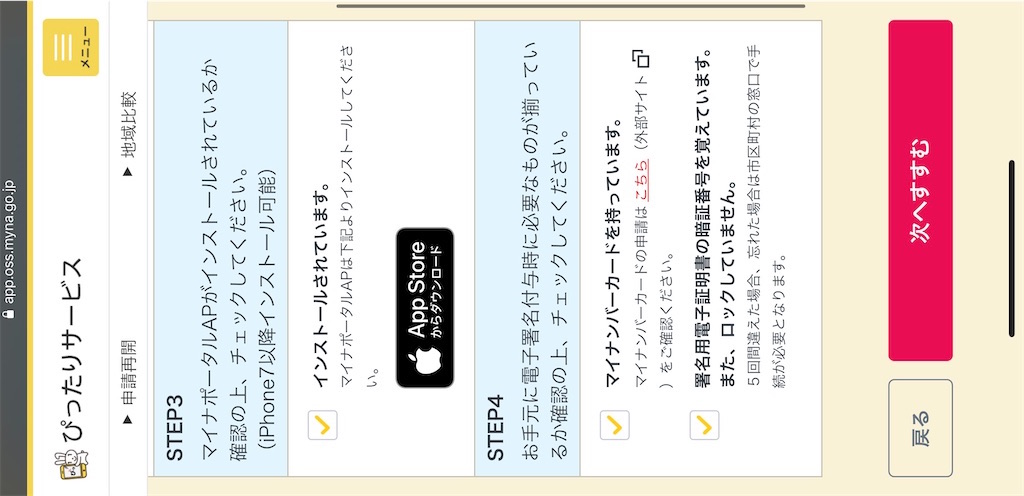 app.oss.myna.go.jp
ぴったりサービス
メニュー
▶ 申請再開
▶ 地域比較
STEP3
マイナポータルAPがインストールされているか
確認の上、チェックしてください。
（iPhone7以降インストール可能）
インストールされています。
マイナポータルAPは下記よりインストールしてくださ
い。
App Store
からダウンロード
STEP4
お手元に電子署名付与時に必要なものが揃ってい
るか確認の上、チェックしてください。
マイナンバーカードを持っています。
マイナンバーカードの申請は こちら（外部サイト
）をご確認ください。
署名用電子証明書の暗証番号を覚えています。
また、ロックしていません。
５回間違えた場合、忘れた場合は市区町村の窓口で手
続が必要となります。
戻る
次へすすむ